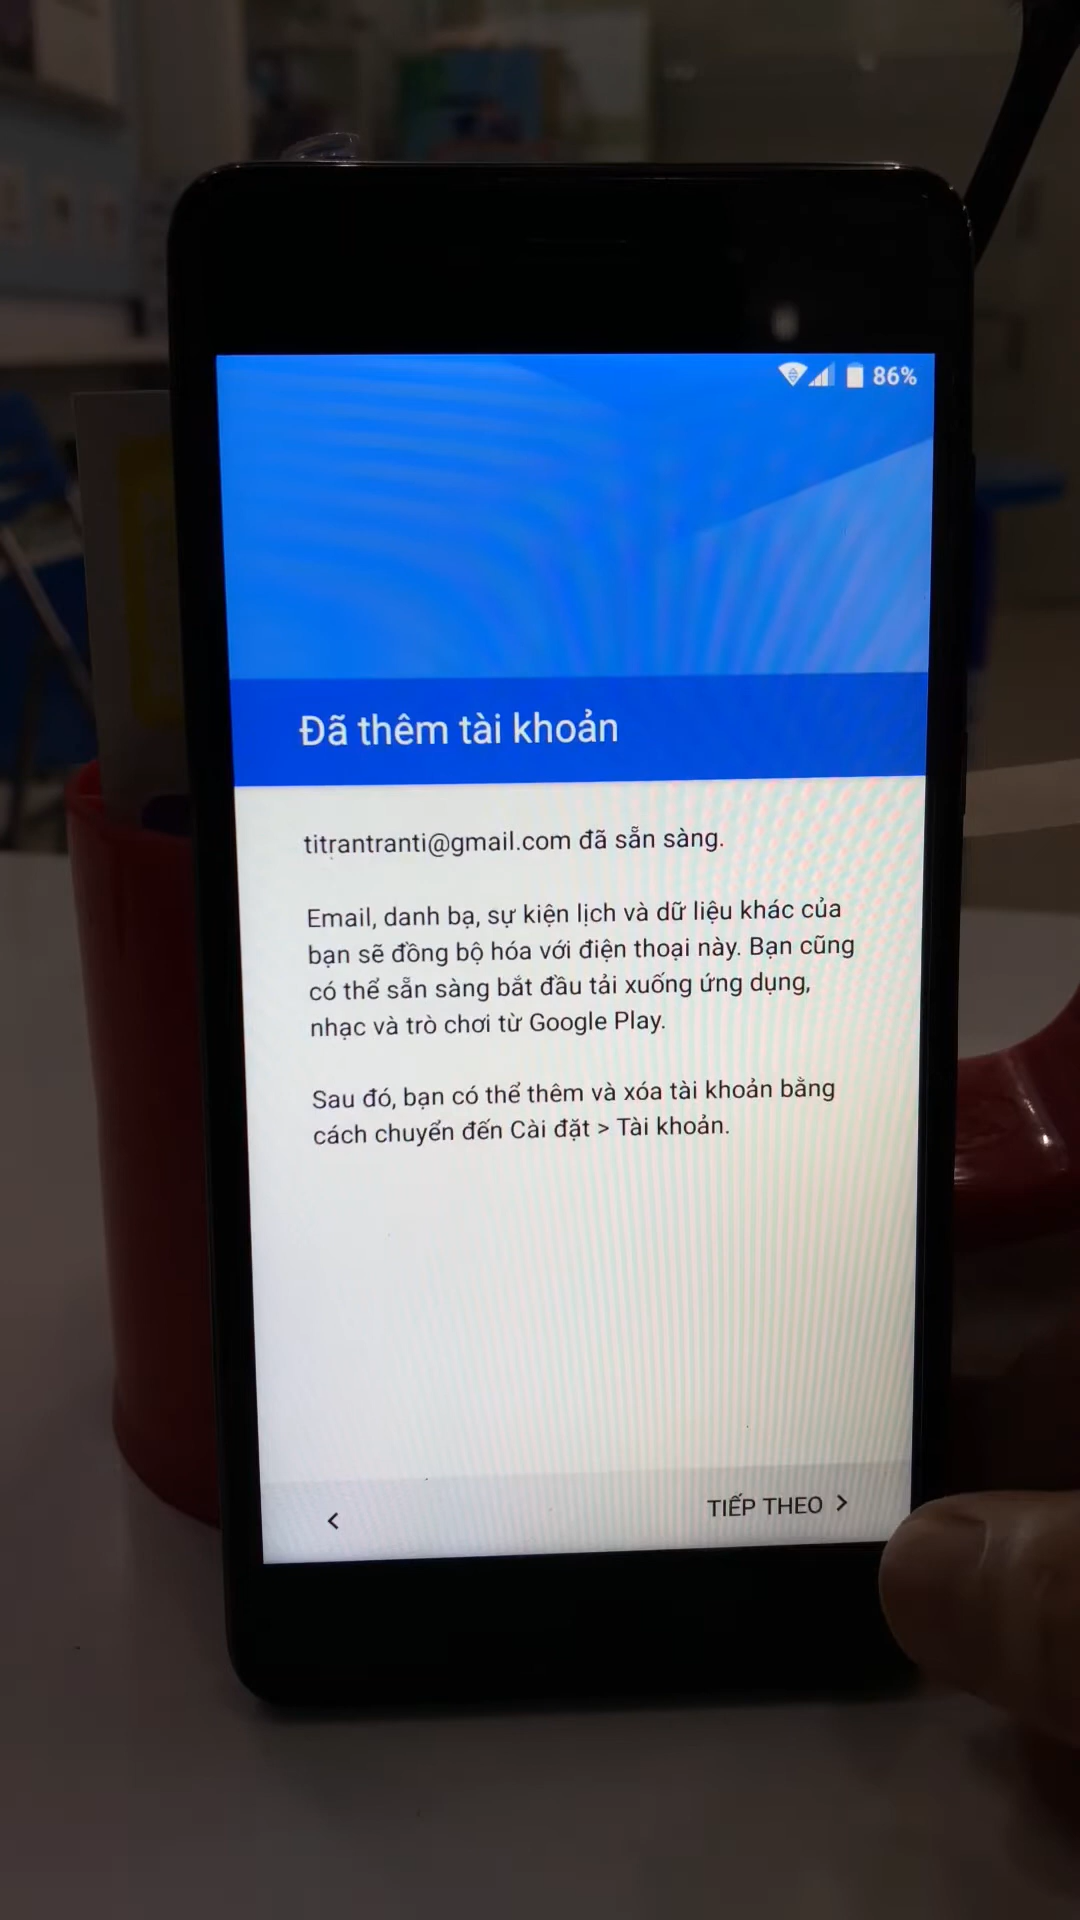 86%
Đã thêm tài khoản
titrantranti@gmail.com đã sẵn sàng.
Email, danh bạ, sự kiện lịch và dữ liệu khác của
bạn sẽ đồng bộ hóa với điện thoại này. Bạn cũng
có thể sẵn sàng bắt đầu tải xuống ứng dụng,
nhạc và trò chơi từ Google Play.
Sau đó, bạn có thể thêm và xóa tài khoản bằng
cách chuyển đến Cài đặt > Tài khoản.
TIẾP THEO